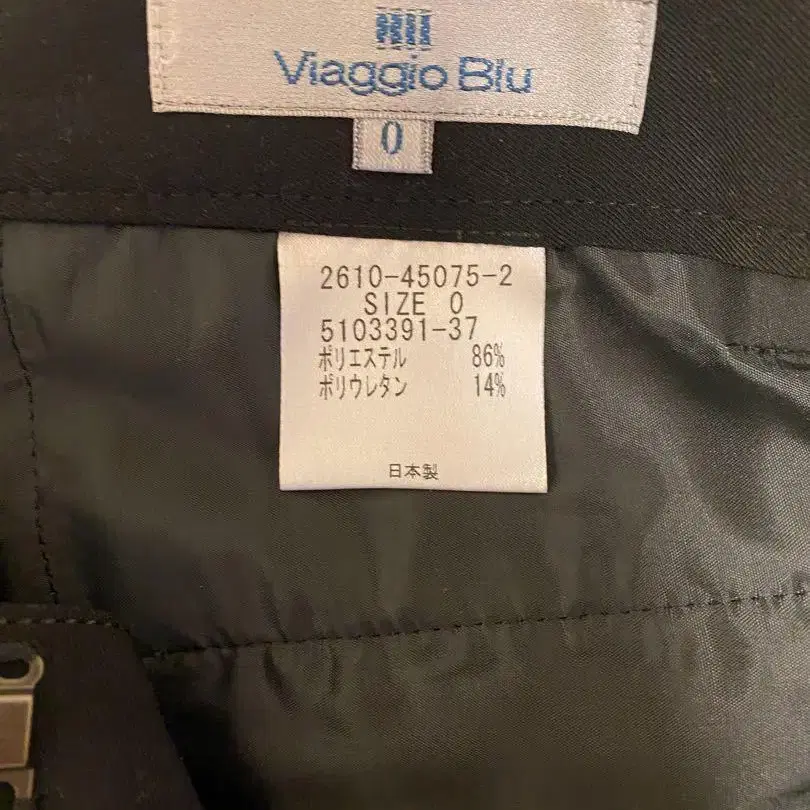 Viaggio Blu
0
2610-45075-2
SIZE 0
5103391-37
ポリエステル 86%
ポリウレタン 14%
日本製